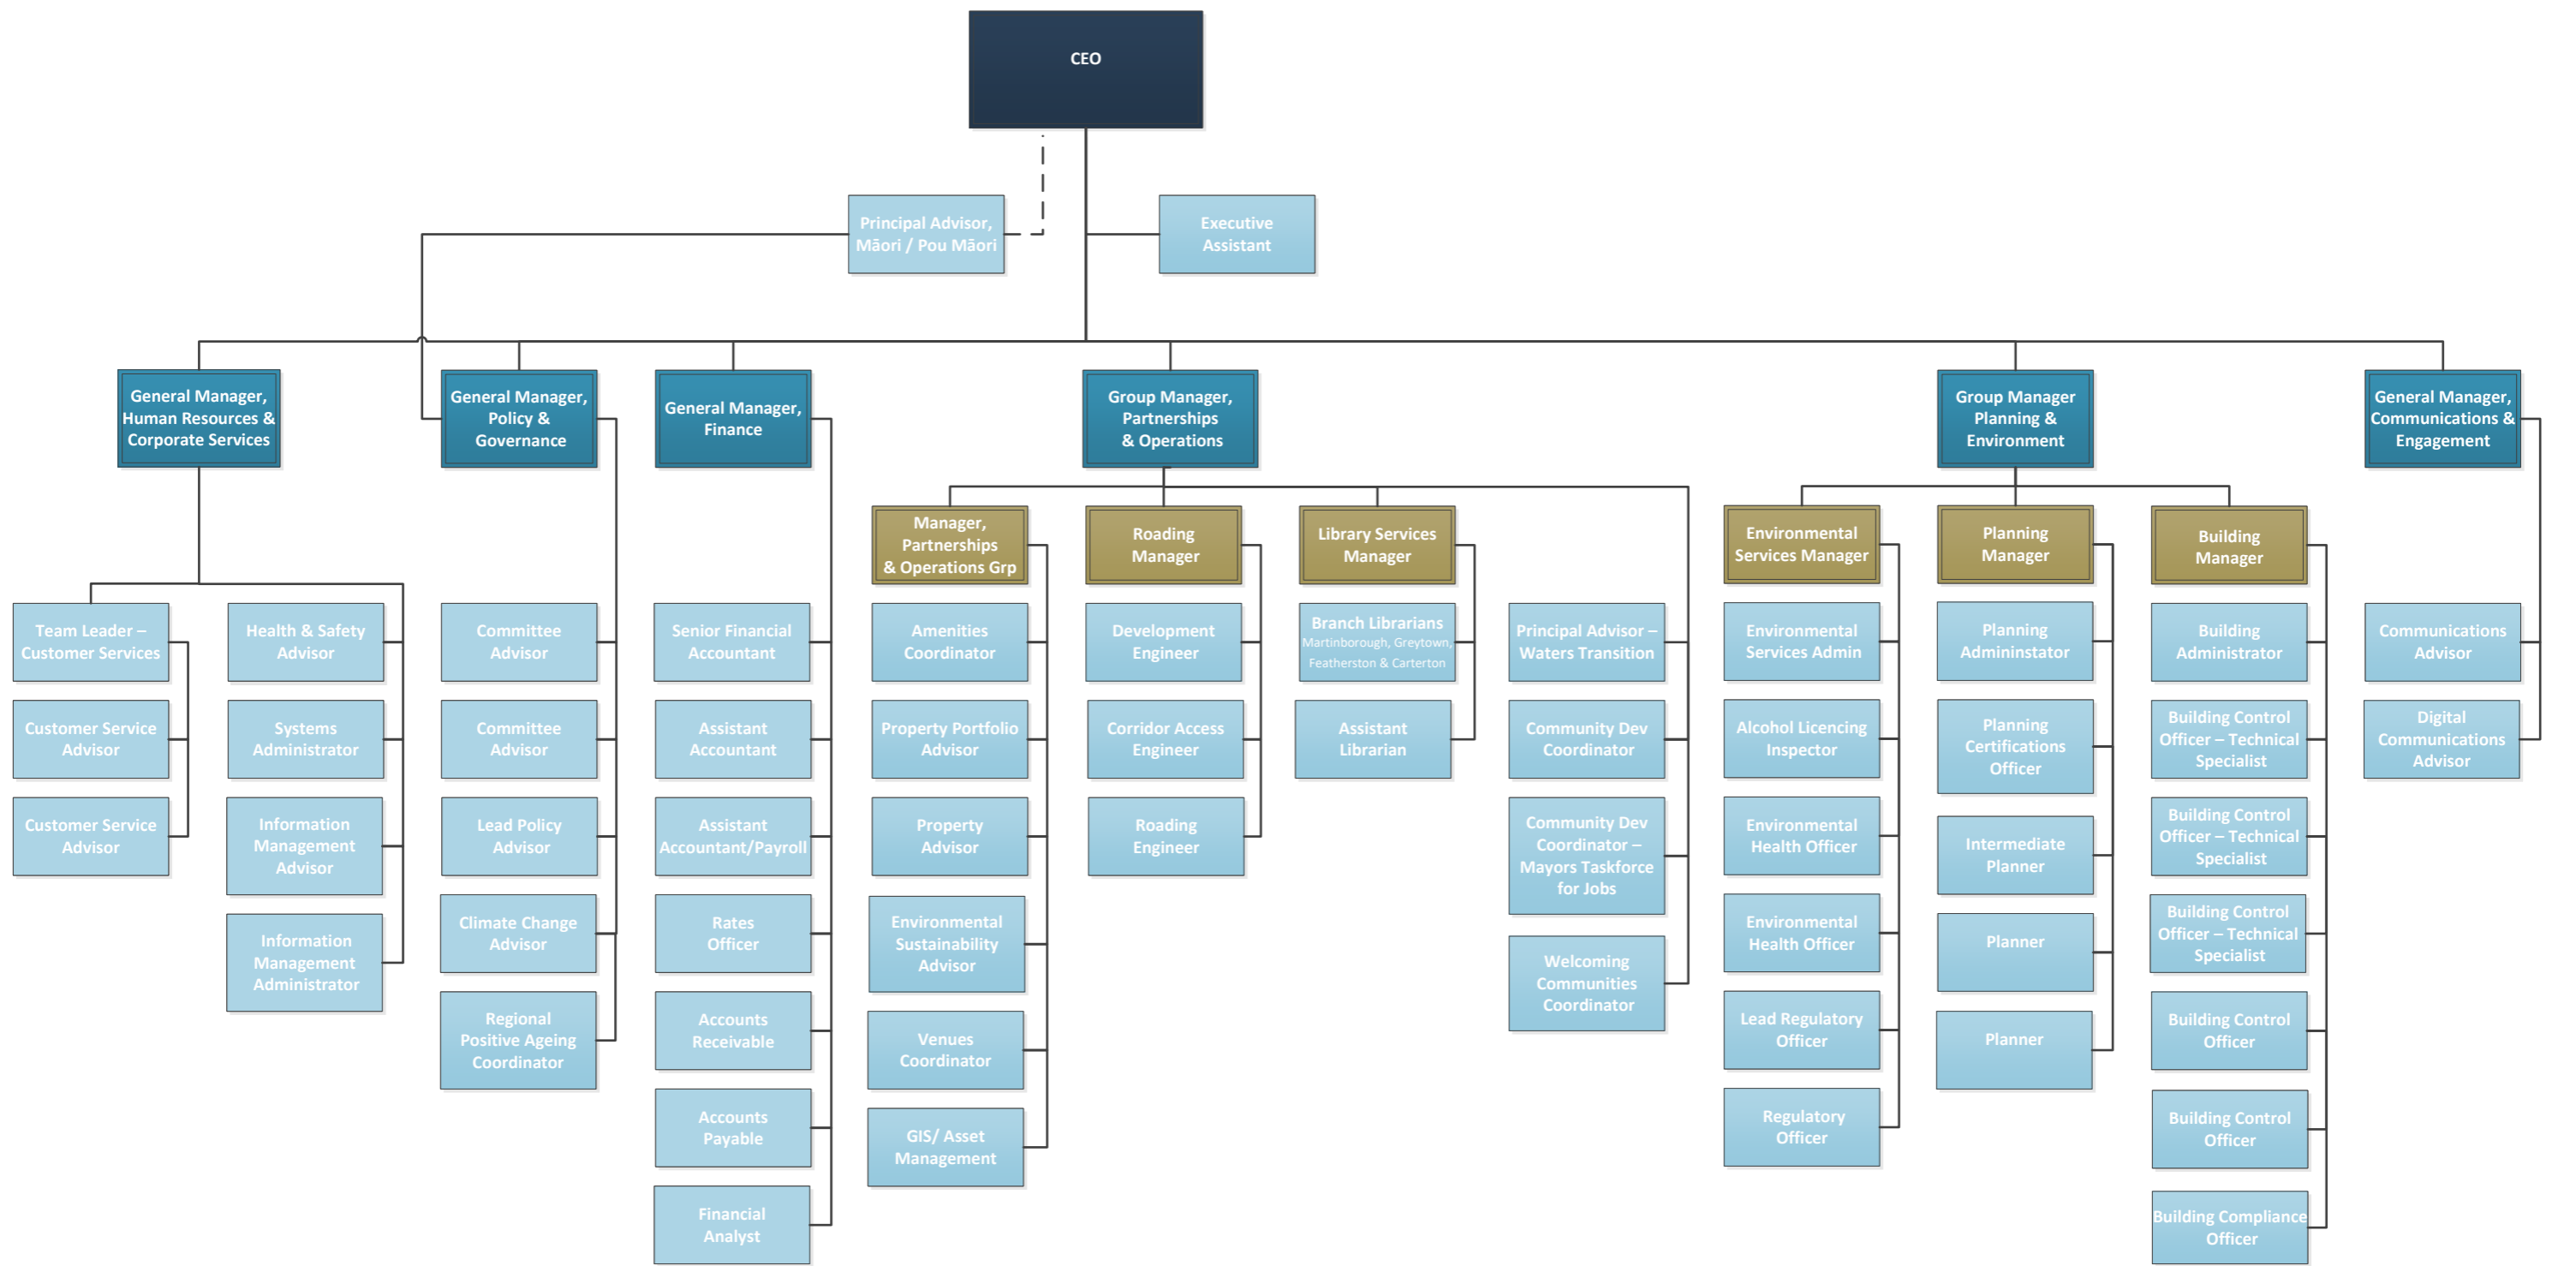 CEO
Principal Advisor,
Māori / Pou Māori
Executive
Assistant
General Manager,
Human Resources &
Corporate Services
General Manager,
Policy &
Governance
General Manager,
Finance
Group Manager,
Partnerships
& Operations
Group Manager
Planning &
Environment
General Manager,
Communications &
Engagement
Team Leader –
Customer Services
Customer Service
Advisor
Customer Service
Advisor
Health & Safety
Advisor
Systems
Administrator
Information
Management
Advisor
Information
Management
Administrator
Committee
Advisor
Committee
Advisor
Lead Policy
Advisor
Climate Change
Advisor
Regional
Positive Ageing
Coordinator
Senior Financial
Accountant
Assistant
Accountant
Assistant
Accountant/Payroll
Rates
Officer
Accounts
Receivable
Accounts
Payable
Financial
Analyst
Manager,
Partnerships
& Operations Grp
Amenities
Coordinator
Property Portfolio
Advisor
Property
Advisor
Environmental
Sustainability
Advisor
Venues
Coordinator
GIS/ Asset
Management
Roading
Manager
Development
Engineer
Corridor Access
Engineer
Roading
Engineer
Library Services
Manager
Branch Librarians
Martinborough, Greytown,
Featherston & Carterton
Assistant
Librarian
Principal Advisor –
Waters Transition
Community Dev
Coordinator
Community Dev
Coordinator –
Mayors Taskforce
for Jobs
Welcoming
Communities
Coordinator
Environmental
Services Manager
Environmental
Services Admin
Alcohol Licencing
Inspector
Environmental
Health Officer
Environmental
Health Officer
Lead Regulatory
Officer
Regulatory
Officer
Planning
Manager
Planning
Admininstator
Planning
Certifications
Officer
Intermediate
Planner
Planner
Planner
Building
Manager
Building
Administrator
Building Control
Officer – Technical
Specialist
Building Control
Officer – Technical
Specialist
Building Control
Officer – Technical
Specialist
Building Control
Officer
Building Control
Officer
Building Compliance
Officer
Communications
Advisor
Digital
Communications
Advisor